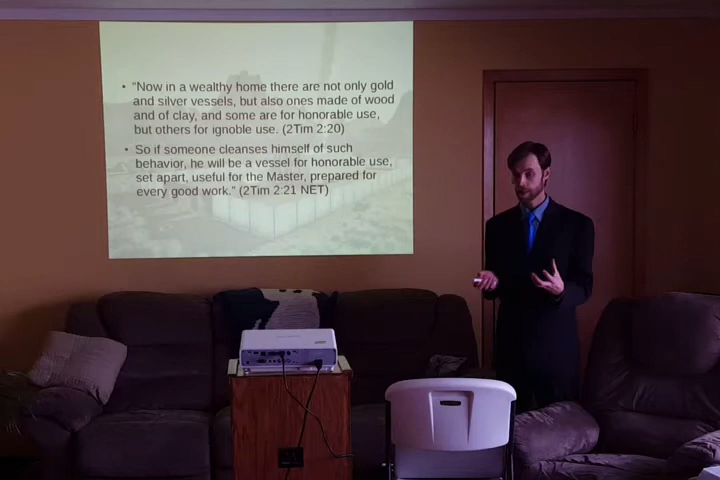 • "Now in a wealthy home there are not only gold
and silver vessels, but also ones made of wood
and of clay, and some are for honorable use,
but others for ignoble use. (2Tim 2:20)
• So if someone cleanses himself of such
behavior, he will be a vessel for honorable use,
set apart, useful for the Master, prepared for
every good work." (2Tim 2:21 NET)